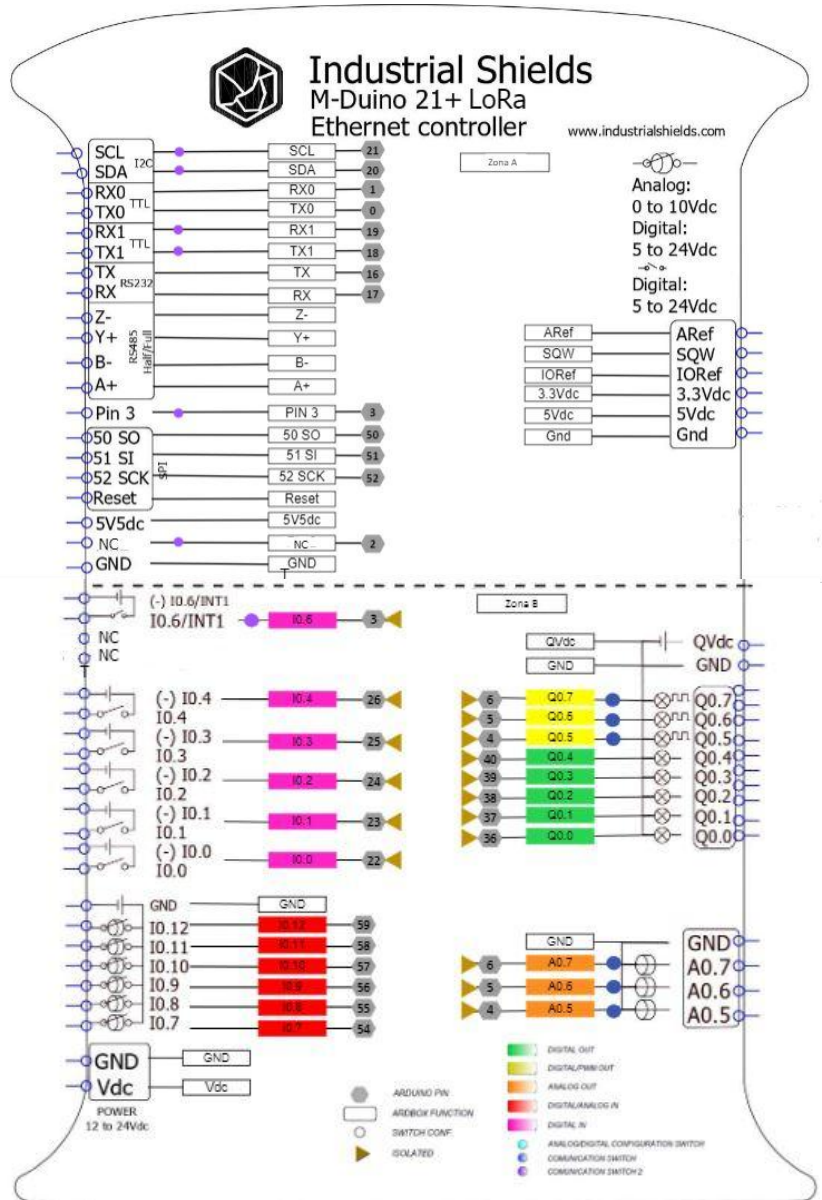 Industrial Shields
M-Duino 21+ LoRa
Ethernet controller
www.industrialshields.com
Zona A
SCL I2C SCL 21
SDA SDA 20
RX0 TTL RX0 1
TX0 TX0 0
RX1 TTL RX1 19
TX1 TX1 18
TX RS232 TX 16
RX RX 17
Z- Z-
Y+ RS485 Half/Full Y+
B- B-
A+ A+
Pin 3 PIN 3 3
50 SO 50 SO 50
51 SI SPI 51 SI 51
52 SCK 52 SCK 52
Reset Reset
5V5dc 5V5dc
NC NC 2
GND GND
Analog:
0 to 10Vdc
Digital:
5 to 24Vdc
Digital:
5 to 24Vdc
ARef ARef
SQW SQW
IORef IORef
3.3Vdc 3.3Vdc
5Vdc 5Vdc
Gnd Gnd
Zona B
(-) I0.6/INT1
I0.6/INT1 I0.6 3
NC
NC
(-) I0.4 I0.4 26
I0.4
(-) I0.3 I0.3 25
I0.3
(-) I0.2 I0.2 24
I0.2
(-) I0.1 I0.1 23
I0.1
(-) I0.0 I0.0 22
I0.0
QVdc QVdc
GND GND
6 Q0.7 Q0.7
5 Q0.6 Q0.6
4 Q0.5 Q0.5
40 Q0.4 Q0.4
39 Q0.3 Q0.3
38 Q0.2 Q0.2
37 Q0.1 Q0.1
36 Q0.0 Q0.0
GND GND
I0.12 I0.12 59
I0.11 I0.11 58
I0.10 I0.10 57
I0.9 I0.9 56
I0.8 I0.8 55
I0.7 I0.7 54
GND GND
6 A0.7 A0.7
5 A0.6 A0.6
4 A0.5 A0.5
GND GND
Vdc Vdc
POWER
12 to 24Vdc
ARDUINO PIN
ARDBOX FUNCTION
SWITCH CONF.
ISOLATED
DIGITAL OUT
DIGITAL/PWM OUT
ANALOG OUT
DIGITAL/ANALOG IN
DIGITAL IN
ANALOG/DIGITAL CONFIGURATION SWITCH
COMUNICATION SWITCH
COMUNICATION SWITCH 2